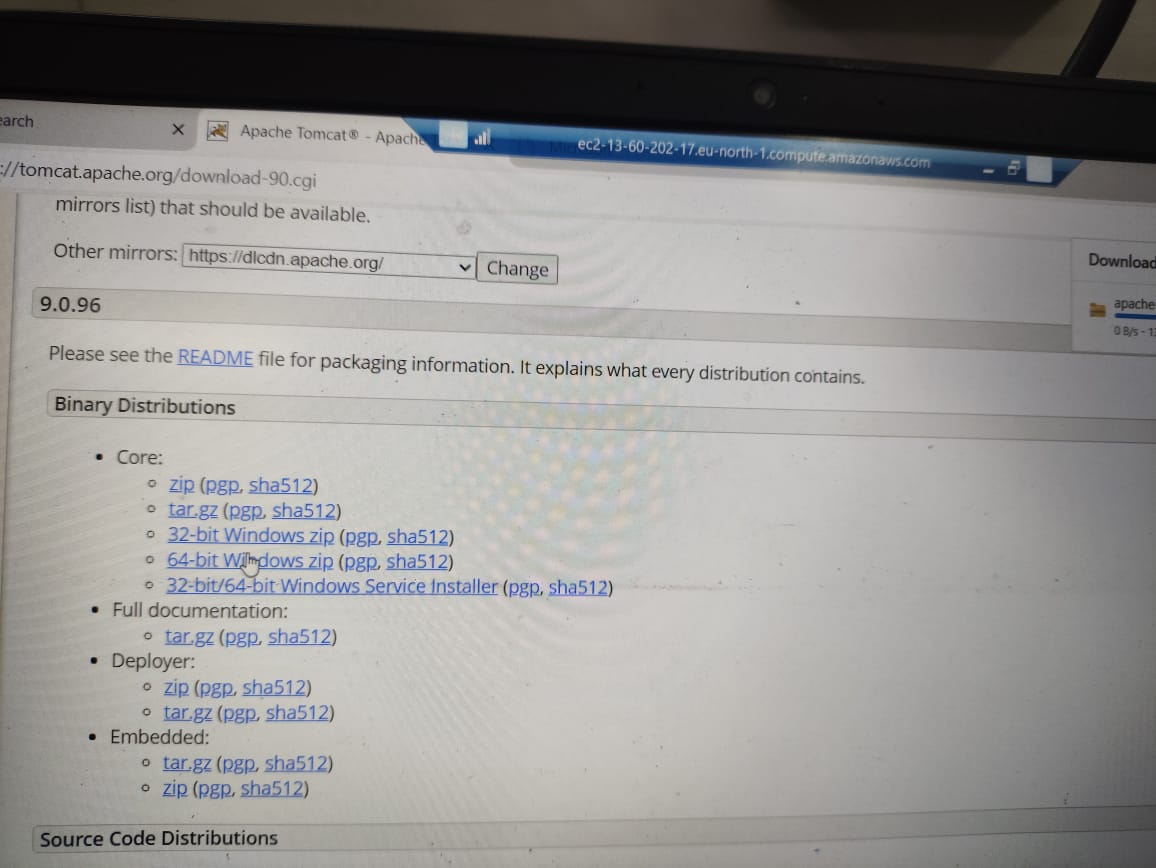 earch
Apache Tomcat® - Apache
ec2-13-60-202-17.eu-north-1.compute.amazonaws.com
://tomcat.apache.org/download-90.cgi
mirrors list) that should be available.
Other mirrors: https://dlcdn.apache.org/ Change
Download
apache
0 B/s - 1
9.0.96
Please see the README file for packaging information. It explains what every distribution contains.
Binary Distributions
• Core:
zip (pgp, sha512)
tar.gz (pgp, sha512)
32-bit Windows zip (pgp, sha512)
64-bit Windows zip (pgp, sha512)
32-bit/64-bit Windows Service Installer (pgp, sha512)
• Full documentation:
tar.gz (pgp, sha512)
• Deployer:
zip (pgp, sha512)
tar.gz (pgp, sha512)
• Embedded:
tar.gz (pgp, sha512)
zip (pgp, sha512)
Source Code Distributions